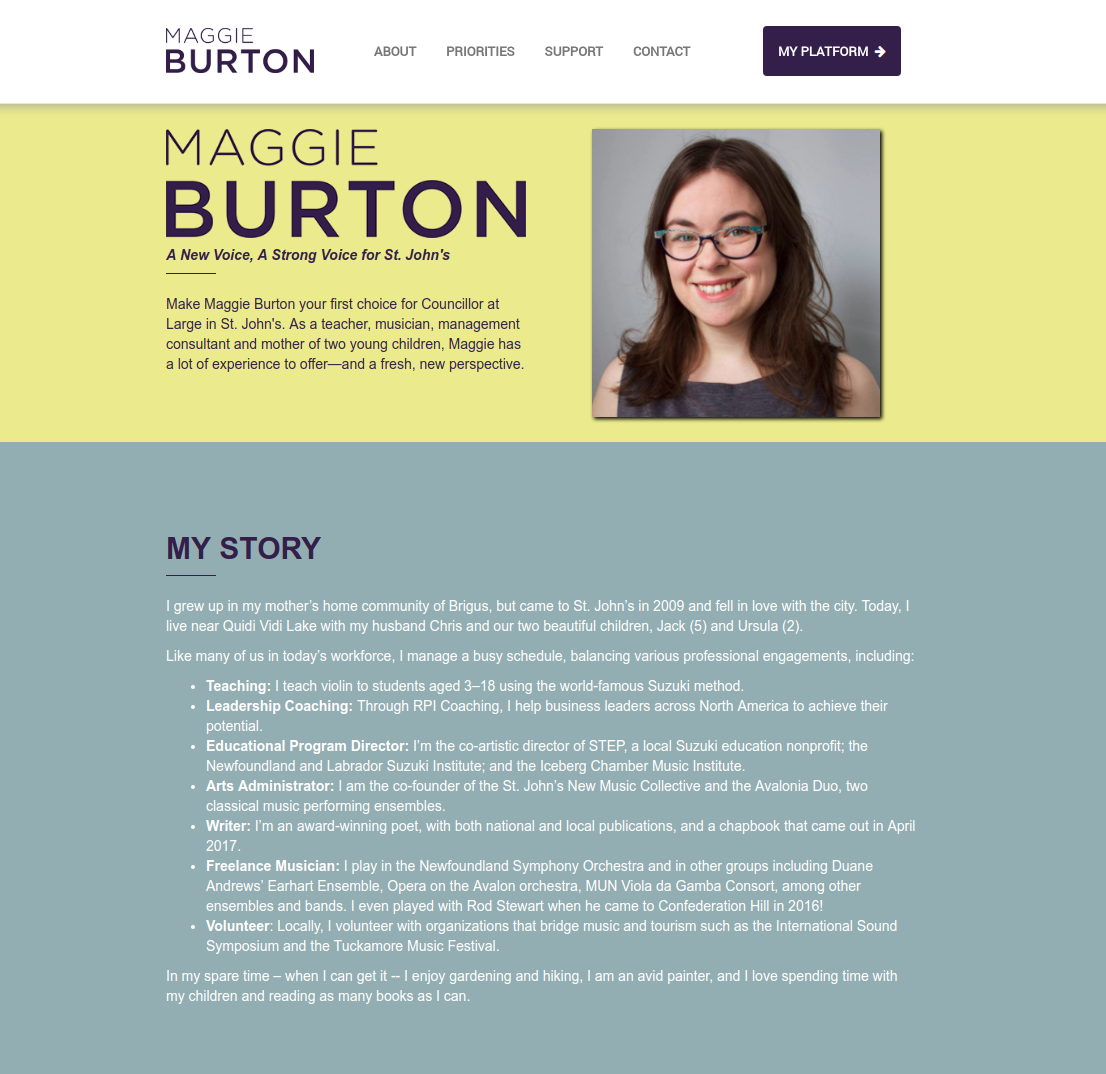 MAGGIE
BURTON
ABOUT PRIORITIES SUPPORT CONTACT MY PLATFORM
MAGGIE
BURTON
A New Voice, A Strong Voice for St. John's
Make Maggie Burton your first choice for Councillor at
Large in St. John's. As a teacher, musician, management
consultant and mother of two young children, Maggie has
a lot of experience to offer—and a fresh, new perspective.
MY STORY
I grew up in my mother’s home community of Brigus, but came to St. John’s in 2009 and fell in love with the city. Today, I
live near Quidi Vidi Lake with my husband Chris and our two beautiful children, Jack (5) and Ursula (2).
Like many of us in today’s workforce, I manage a busy schedule, balancing various professional engagements, including:
• Teaching: I teach violin to students aged 3–18 using the world-famous Suzuki method.
• Leadership Coaching: Through RPI Coaching, I help business leaders across North America to achieve their
potential.
• Educational Program Director: I’m the co-artistic director of STEP, a local Suzuki education nonprofit; the
Newfoundland and Labrador Suzuki Institute; and the Iceberg Chamber Music Institute.
• Arts Administrator: I am the co-founder of the St. John’s New Music Collective and the Avalonia Duo, two
classical music performing ensembles.
• Writer: I’m an award-winning poet, with both national and local publications, and a chapbook that came out in April
2017.
• Freelance Musician: I play in the Newfoundland Symphony Orchestra and in other groups including Duane
Andrews’ Earhart Ensemble, Opera on the Avalon orchestra, MUN Viola da Gamba Consort, among other
ensembles and bands. I even played with Rod Stewart when he came to Confederation Hill in 2016!
• Volunteer: Locally, I volunteer with organizations that bridge music and tourism such as the International Sound
Symposium and the Tuckamore Music Festival.
In my spare time – when I can get it -- I enjoy gardening and hiking, I am an avid painter, and I love spending time with
my children and reading as many books as I can.